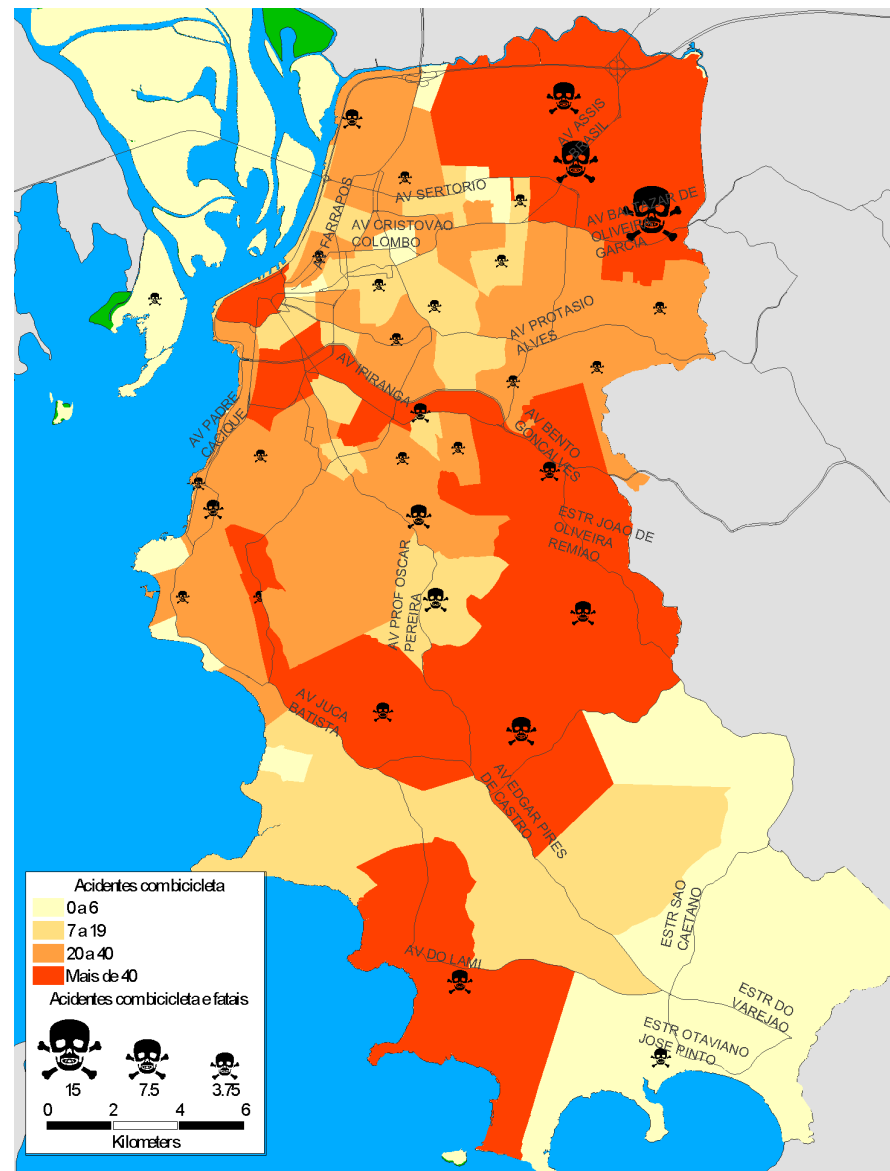 AV ASSIS
BRASIL
AV SERTORIO
AV FARRAPOS
AV CRISTOVAO
COLOMBO
AV BALTAZAR DE
OLIVEIRA
GARCIA
AV PROTASIO
ALVES
AV IPIRANGA
AV PADRE
CACIQUE
AV BENTO
GONCALVES
ESTR JOAO DE
OLIVEIRA
REMIAO
AV PROF OSCAR
PEREIRA
AV JUCA
BATISTA
AV EDGAR PIRES
DE CASTRO
ESTR SAO
CAETANO
AV DO LAMI
ESTR DO
VAREJAO
ESTR OTAVIANO
JOSE PINTO
Acidentes com bicicleta
0 a 6
7 a 19
20 a 40
Mais de 40
Acidentes com bicicleta e fatais
15 7.5 3.75
0 2 4 6
Kilometers